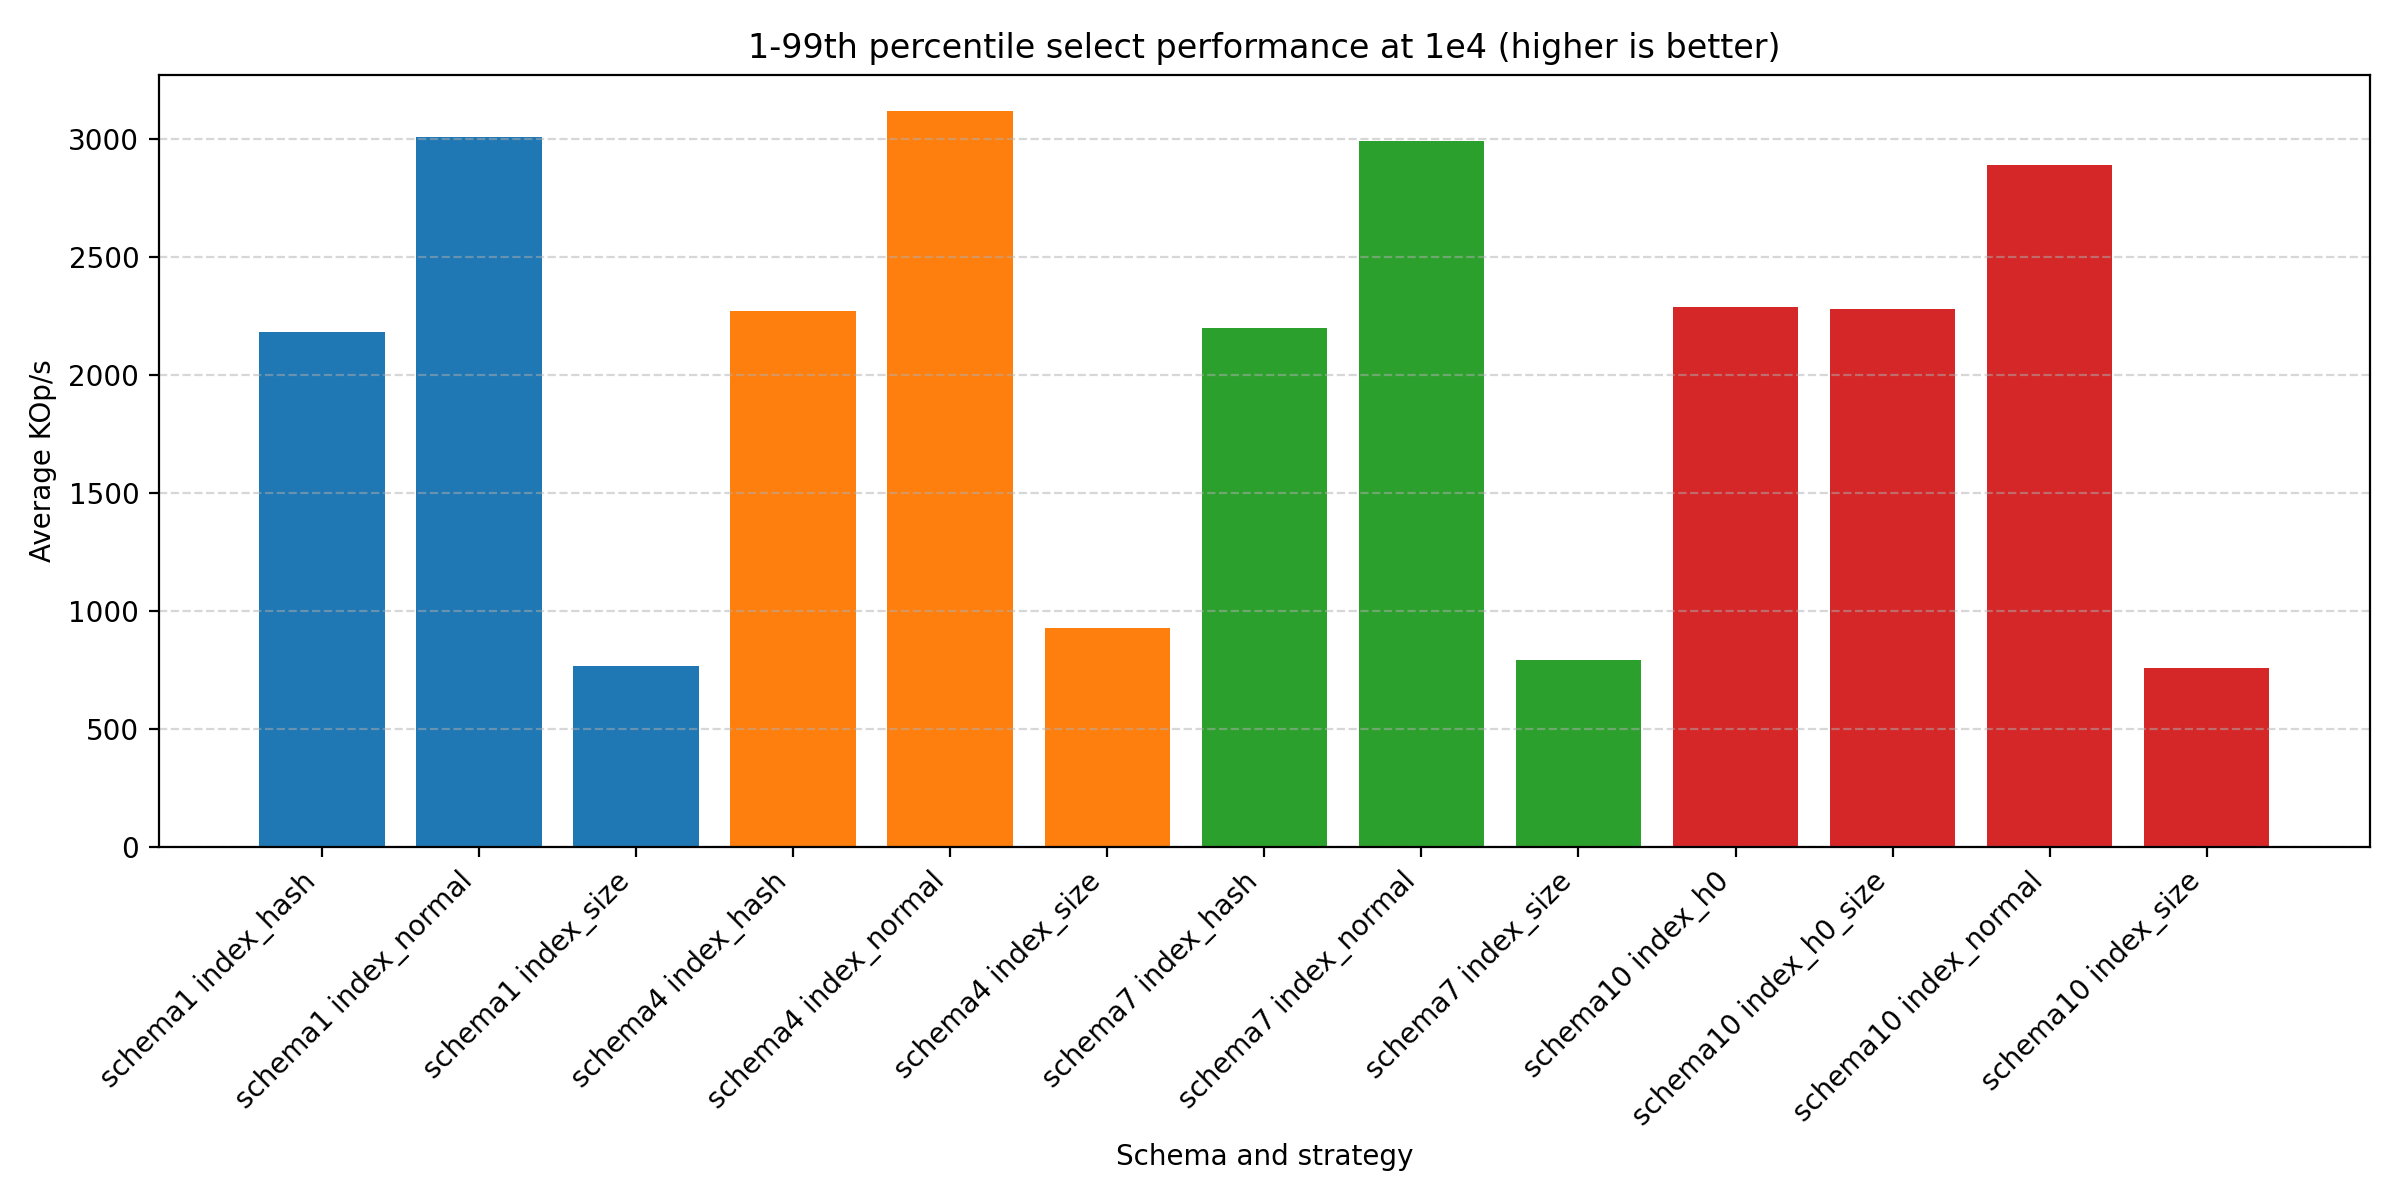 1-99th percentile select performance at 1e4 (higher is better)
Average KOp/s
3000
2500
2000
1500
1000
500
0
schema1 index_hash
schema1 index_normal
schema1 index_size
schema4 index_hash
schema4 index_normal
schema4 index_size
schema7 index_hash
schema7 index_normal
schema7 index_size
schema10 index_h0
schema10 index_h0_size
schema10 index_normal
schema10 index_size
Schema and strategy